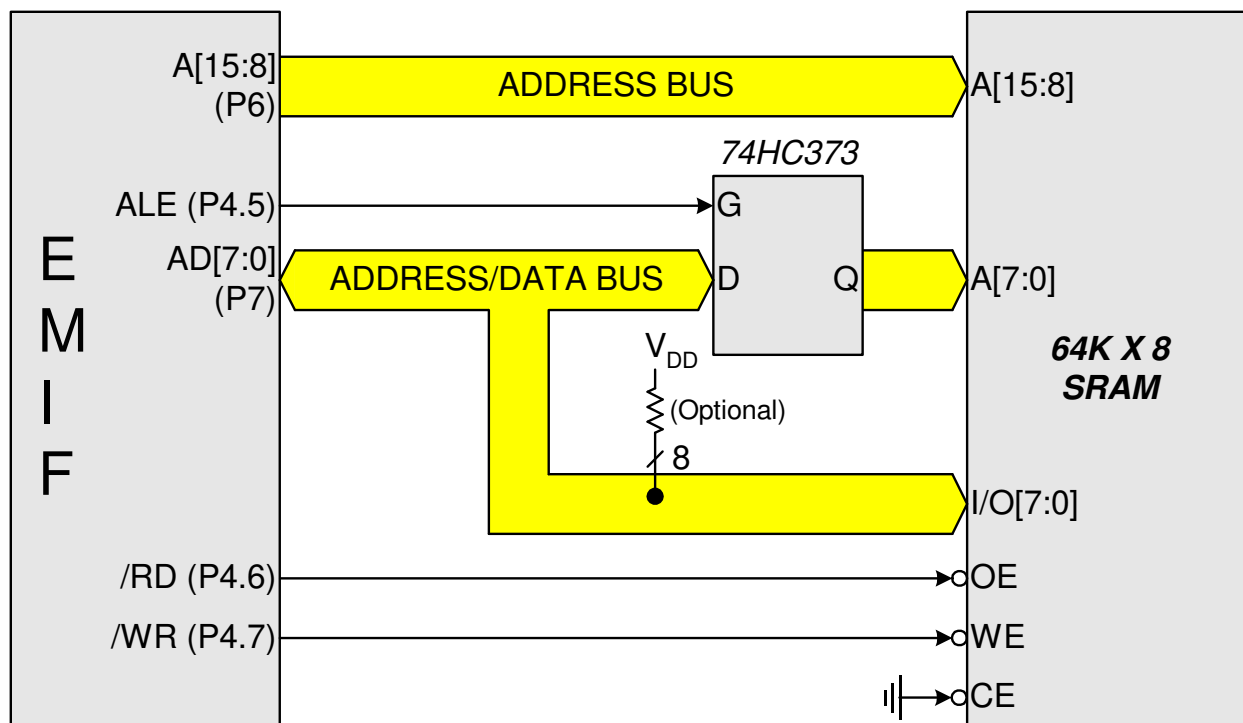 A[15:8]
(P6)
ADDRESS BUS
A[15:8]
74HC373
ALE (P4.5)
G
E
M
I
F
AD[7:0]
(P7)
ADDRESS/DATA BUS
D
Q
A[7:0]
64K X 8
SRAM
VDD
(Optional)
8
I/O[7:0]
/RD (P4.6)
OE
/WR (P4.7)
WE
CE